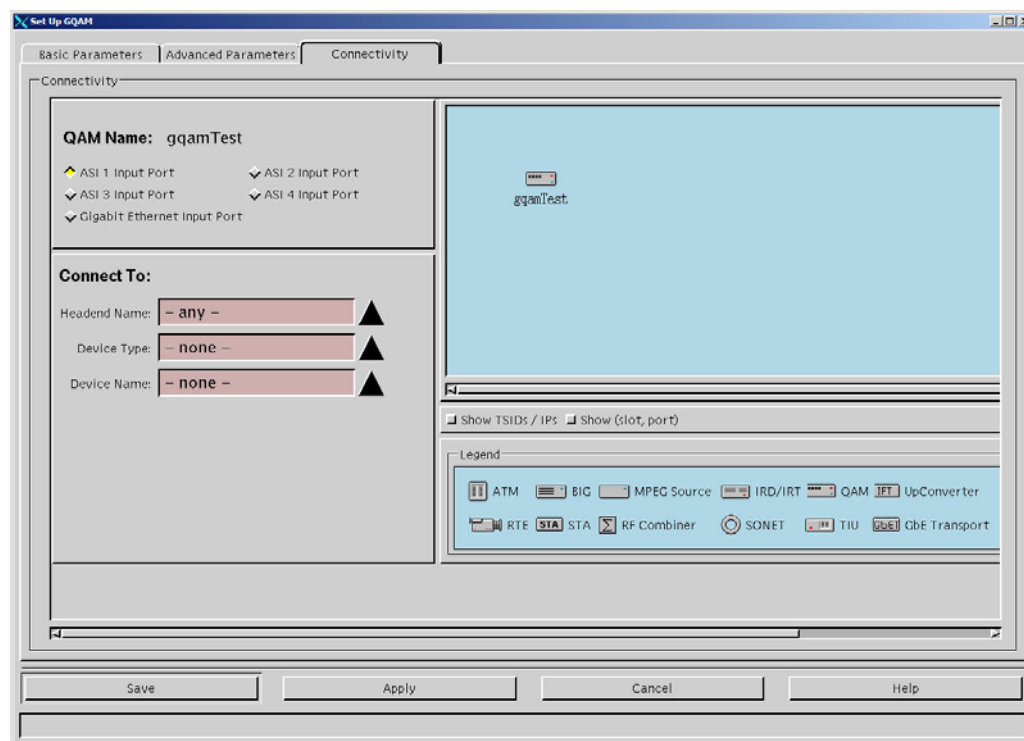 Set Up GQAM
Basic Parameters Advanced Parameters Connectivity
Connectivity
QAM Name: gqamTest
ASI 1 Input Port ASI 2 Input Port
ASI 3 Input Port ASI 4 Input Port
Gigabit Ethernet Input Port
gqamTest
Connect To:
Headend Name: – any –
Device Type: – none –
Device Name: – none –
Show TSIDs / IPs Show (slot, port)
Legend
ATM BIG MPEG Source IRD/IRT QAM IFT UpConverter
RTE STA STA Σ RF Combiner SONET TIU GbE GbE Transport
Save Apply Cancel Help